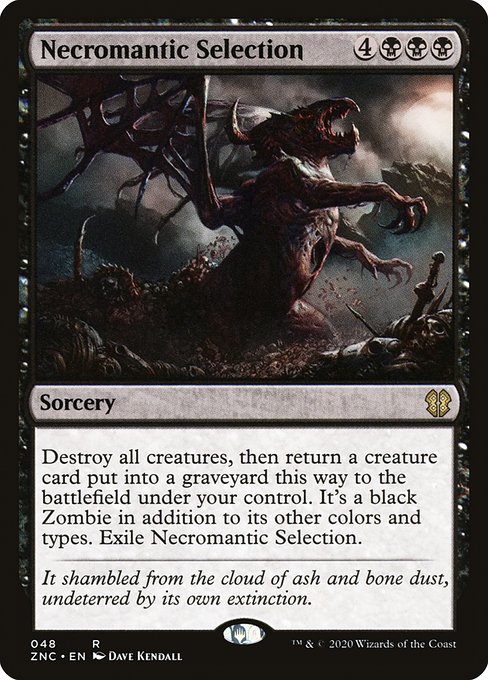 Necromantic Selection 4
Sorcery
Destroy all creatures, then return a creature
card put into a graveyard this way to the
battlefield under your control. It's a black
Zombie in addition to its other colors and
types. Exile Necromantic Selection.
It shambled from the cloud of ash and bone dust,
undeterred by its own extinction.
048 R
ZNC • EN Dave Kendall
™ & © 2020 Wizards of the Coast